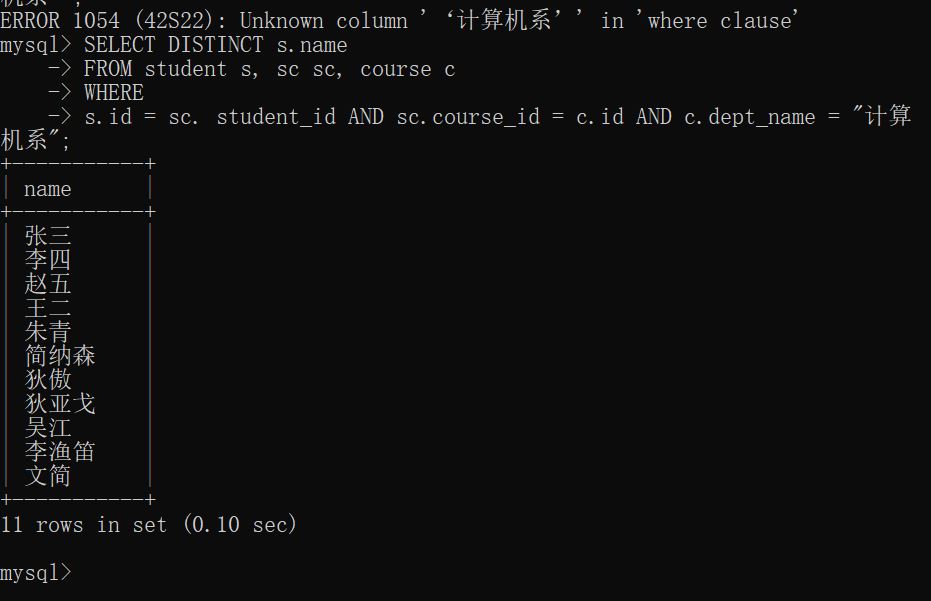 机系’;
ERROR 1054 (42S22): Unknown column '‘计算机系’' in 'where clause'
mysql> SELECT DISTINCT s.name
    -> FROM student s, sc sc, course c
    -> WHERE
    -> s.id = sc. student_id AND sc.course_id = c.id AND c.dept_name = "计算
机系";
+-----------+
| name      |
+-----------+
| 张三      |
| 李四      |
| 赵五      |
| 王二      |
| 朱青      |
| 简纳森    |
| 狄傲      |
| 狄亚戈    |
| 吴江      |
| 李渔笛    |
| 文简      |
+-----------+
11 rows in set (0.10 sec)
mysql>